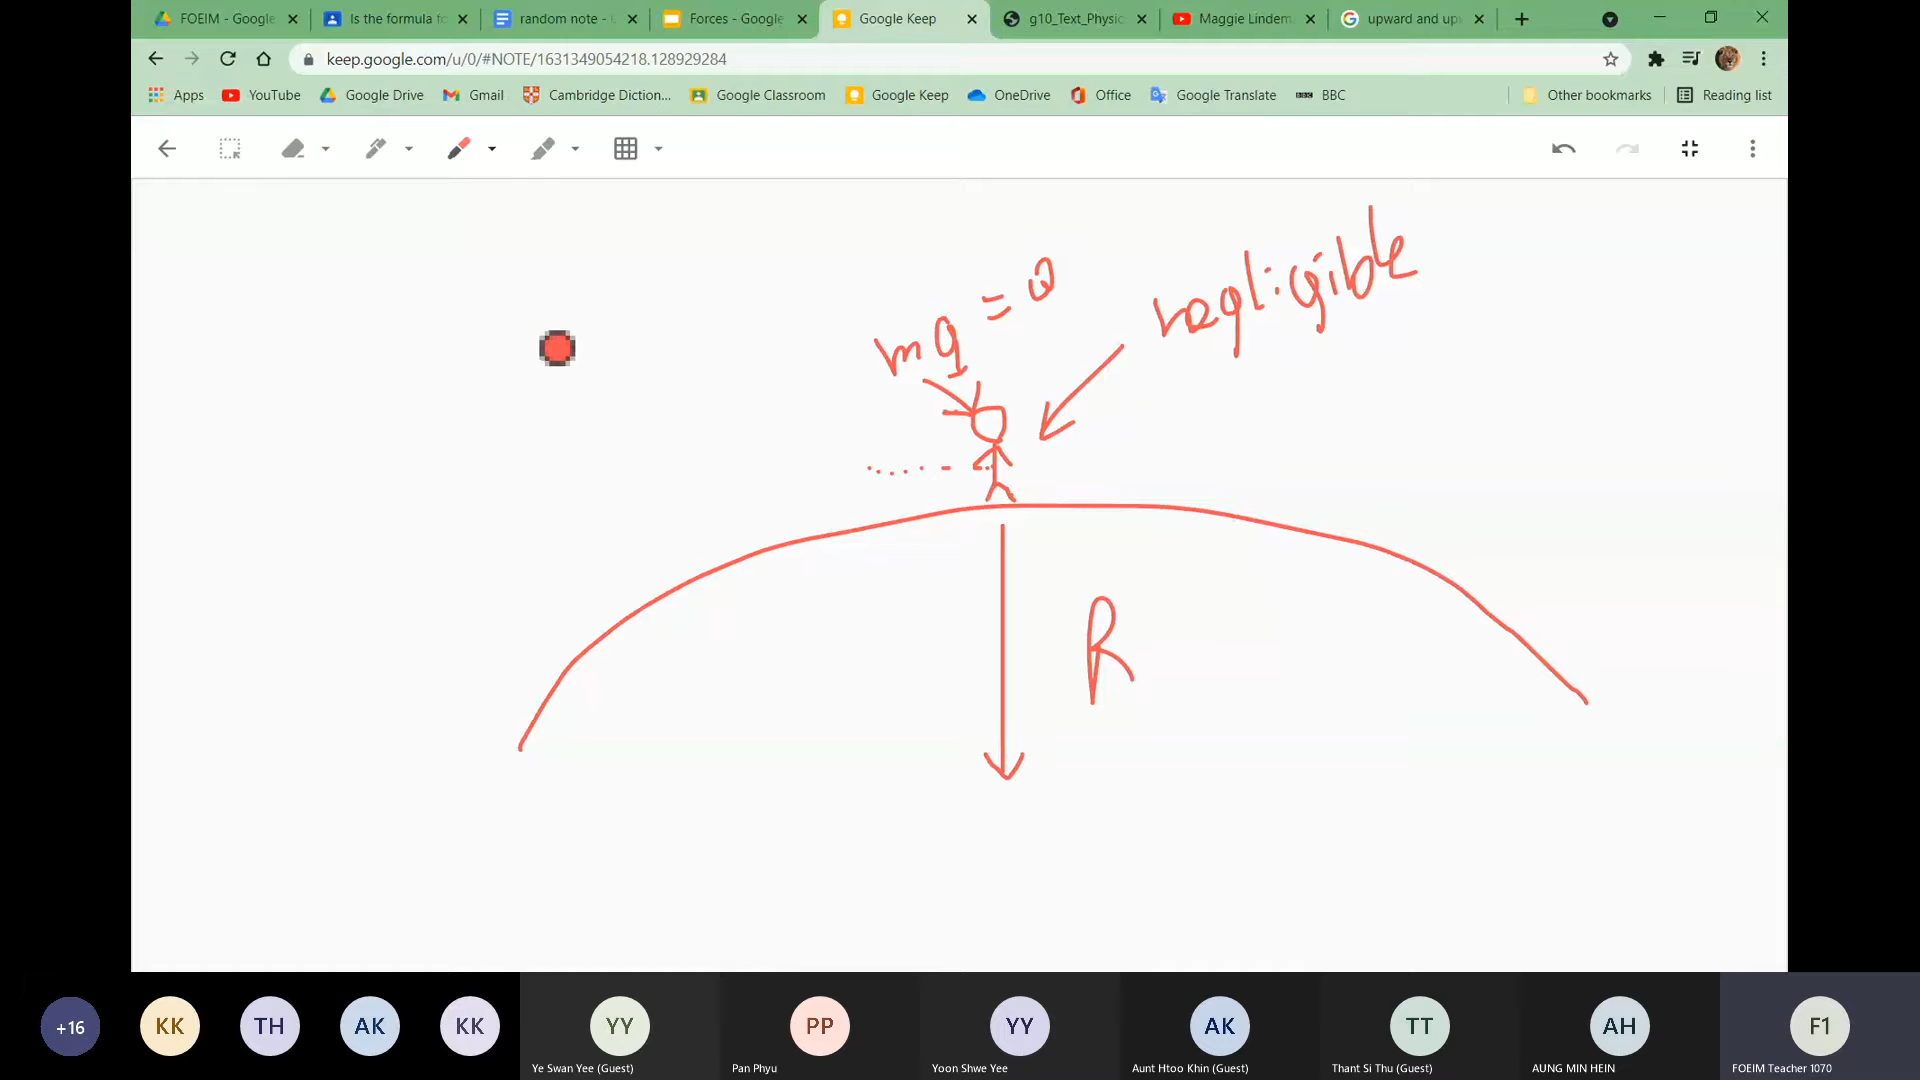 FOEIM - Google
Is the formula fo
random note - G
Forces - Google
Google Keep
g10_Text_Physic
Maggie Lindem
upward and up
keep.google.com/u/0/#NOTE/1631349054218.128929284
Apps YouTube Google Drive Gmail Cambridge Diction... Google Classroom Google Keep OneDrive Office Google Translate BBC Other bookmarks Reading list
negligible
mg = 0
R
+16 KK TH AK KK YY PP YY AK TT AH F1
Ye Swan Yee (Guest) Pan Phyu Yoon Shwe Yee Aunt Htoo Khin (Guest) Thant Si Thu (Guest) AUNG MIN HEIN FOEIM Teacher 1070